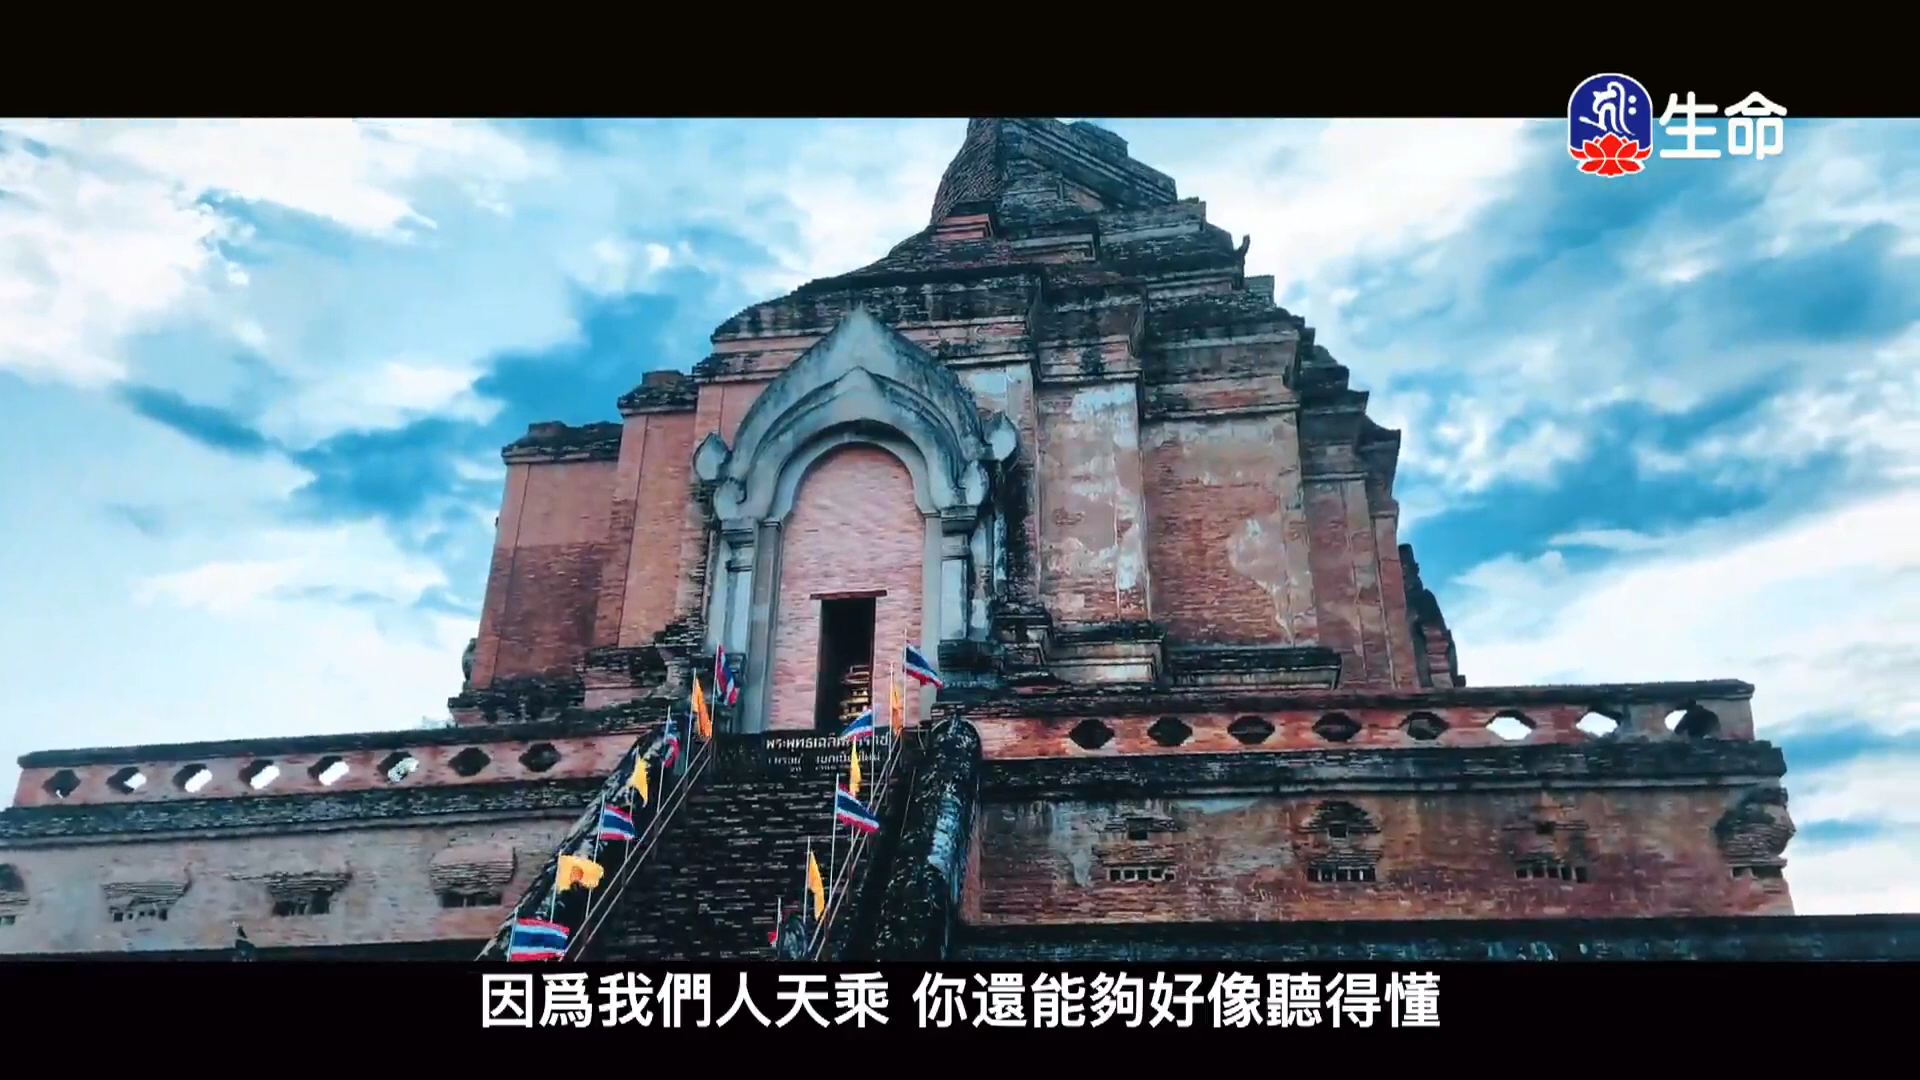 生命
因爲我們人天乘 你還能夠好像聽得懂